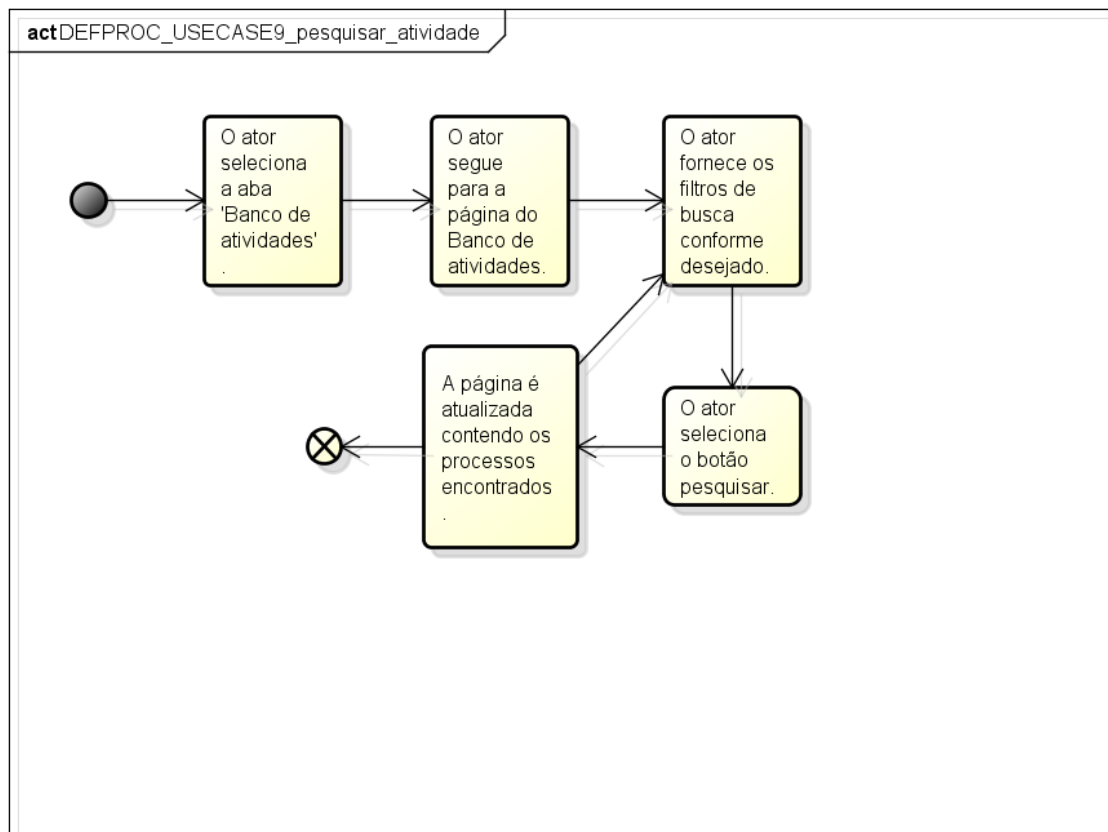 act DEFPROC_USECASE9_pesquisar_atividade
O ator
seleciona
a aba
'Banco de
atividades'
.
O ator
segue
para a
página do
Banco de
atividades.
O ator
fornece os
filtros de
busca
conforme
desejado.
A página é
atualizada
contendo os
processos
encontrados
.
O ator
seleciona
o botão
pesquisar.